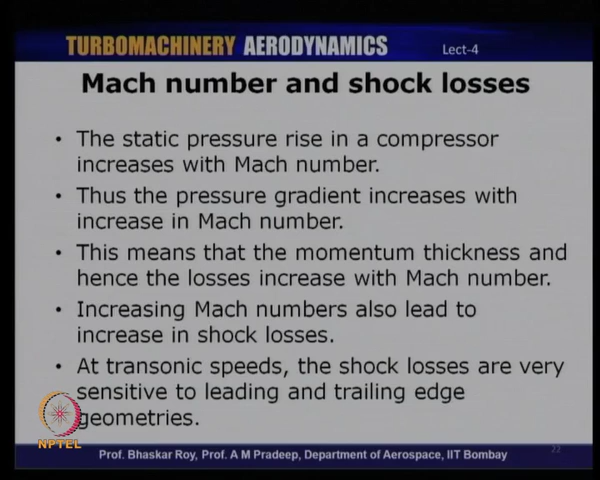 TURBOMACHINERY AERODYNAMICS Lect-4
Mach number and shock losses
• The static pressure rise in a compressor
increases with Mach number.
• Thus the pressure gradient increases with
increase in Mach number.
• This means that the momentum thickness and
hence the losses increase with Mach number.
• Increasing Mach numbers also lead to
increase in shock losses.
• At transonic speeds, the shock losses are very
sensitive to leading and trailing edge
geometries.
NPTEL
Prof. Bhaskar Roy, Prof. A M Pradeep, Department of Aerospace, IIT Bombay
22